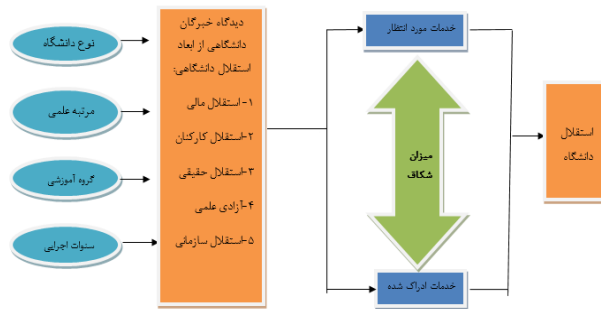 نوع دانشگاه
مرتبه علمی
گروه آموزشی
سنوات اجرایی
دیدگاه خبرگان
دانشگاهی از ابعاد
استقلال دانشگاهی:
۱-استقلال مالی
۲-استقلال کارکنان
۳-استقلال حقیقی
۴-آزادی علمی
۵-استقلال سازمانی
خدمات مورد انتظار
میزان
شکاف
خدمات ادراک شده
استقلال
دانشگاه